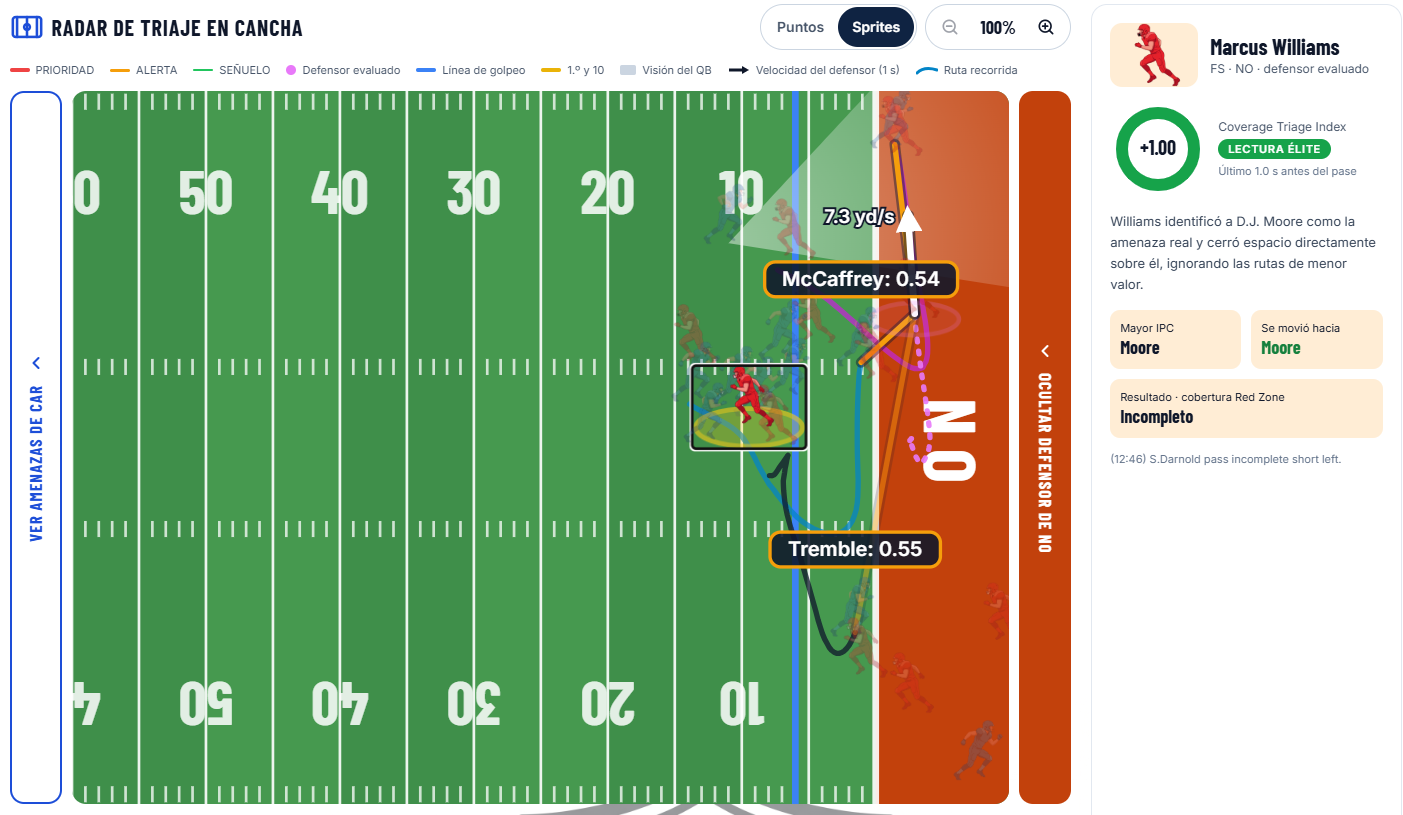 RADAR DE TRIAJE EN CANCHA
Puntos
Sprites
100%
PRIORIDAD
ALERTA
SEÑUELO
Defensor evaluado
Línea de golpeo
1.º y 10
Visión del QB
Velocidad del defensor (1 s)
Ruta recorrida
VER AMENAZAS DE CAR
0
50
40
30
20
10
7.3 yd/s
McCaffrey: 0.54
NO
Tremble: 0.55
4
50
40
30
20
10
OCULTAR DEFENSOR DE NO
Marcus Williams
FS · NO · defensor evaluado
+1.00
Coverage Triage Index
LECTURA ÉLITE
Último 1.0 s antes del pase
Williams identificó a D.J. Moore como la
amenaza real y cerró espacio directamente
sobre él, ignorando las rutas de menor
valor.
Mayor IPC
Moore
Se movió hacia
Moore
Resultado · cobertura Red Zone
Incompleto
(12:46) S.Darnold pass incomplete short left.